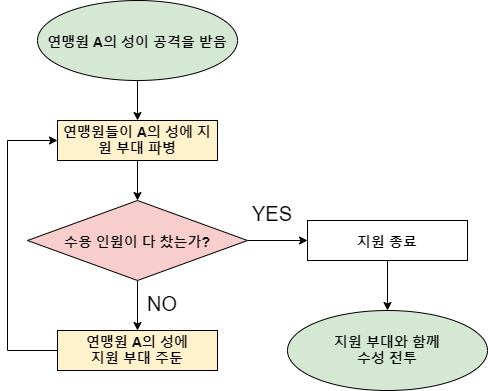 연맹원 A의 성이 공격을 받음
연맹원들이 A의 성에 지
원 부대 파병
수용 인원이 다 찼는가?
YES
지원 종료
NO
연맹원 A의 성에
지원 부대 주둔
지원 부대와 함께
수성 전투